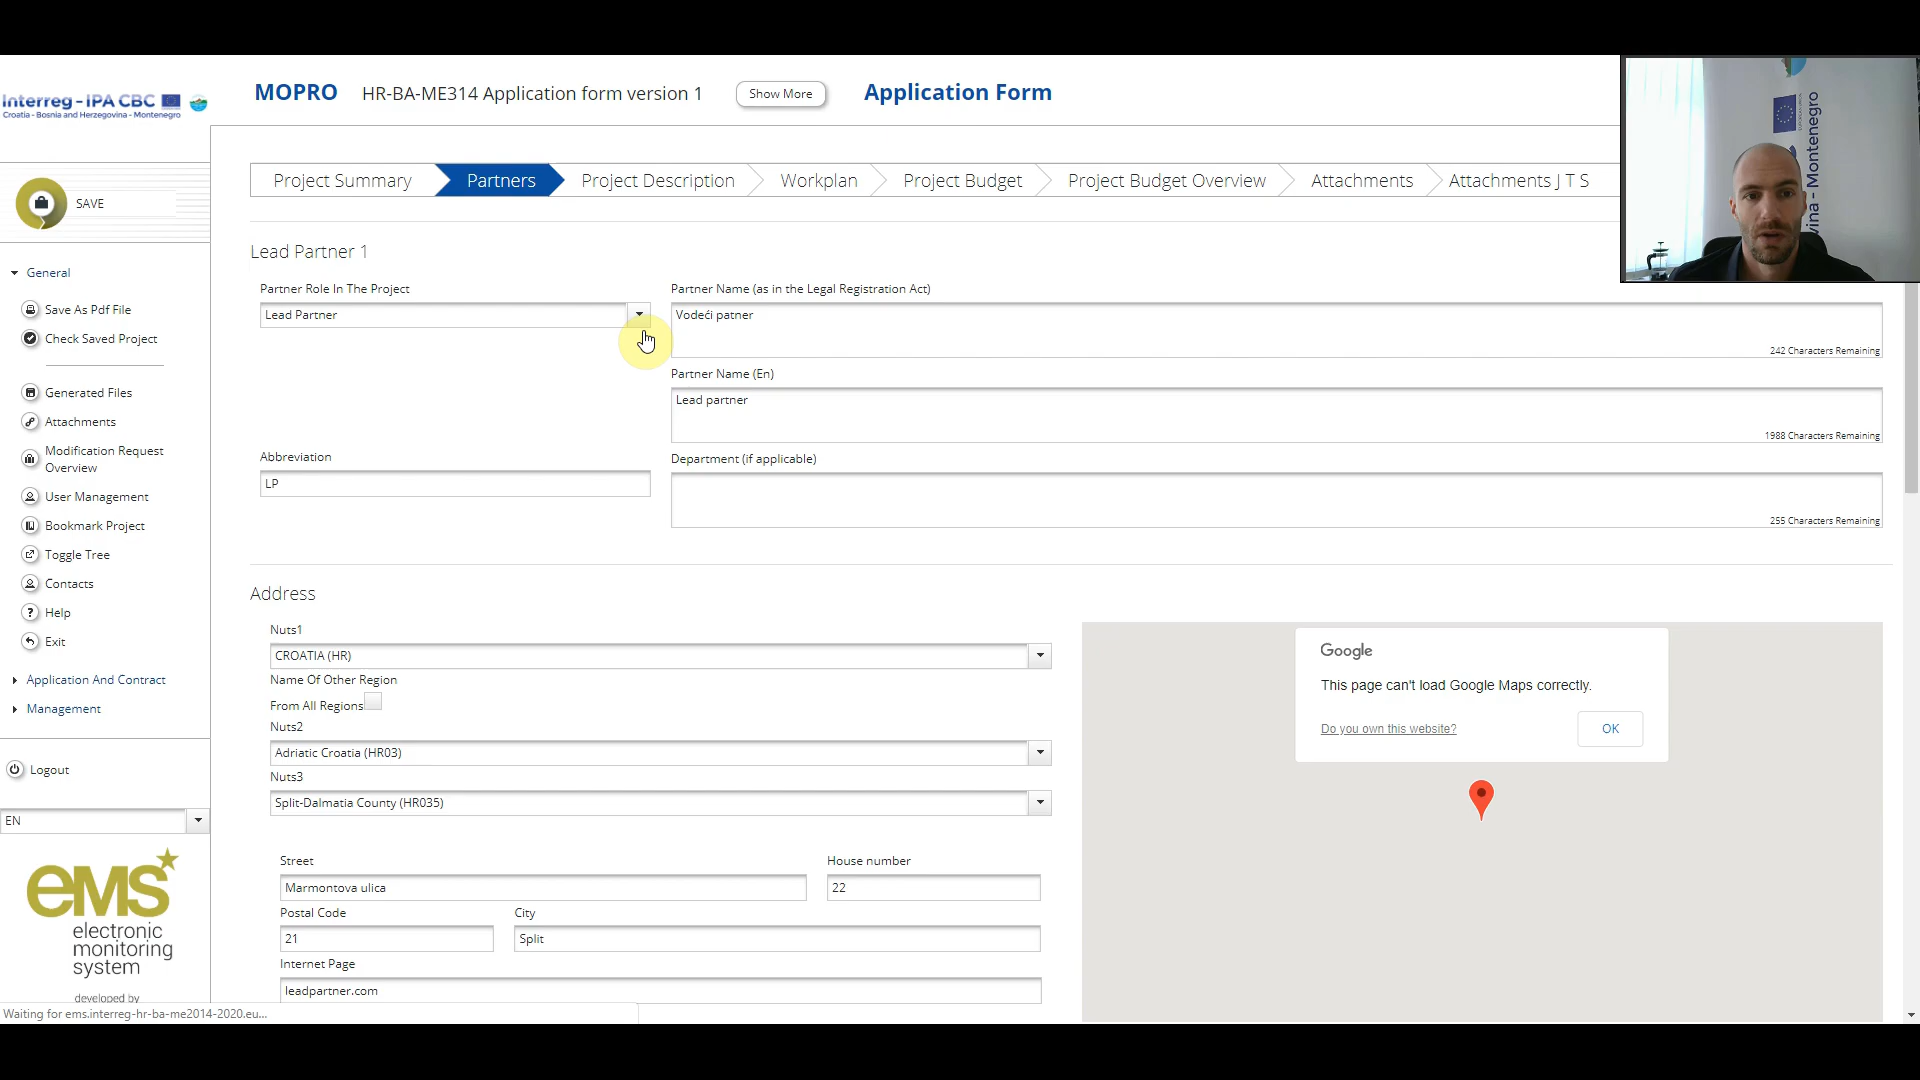 Interreg - IPA CBC
Croatia - Bosnia and Herzegovina - Montenegro
MOPRO
HR-BA-ME314 Application form version 1
Show More
Application Form
Project Summary
Partners
Project Description
Workplan
Project Budget
Project Budget Overview
Attachments
Attachments J T S
vina - Montenegro
SAVE
General
Save As Pdf File
Check Saved Project
Generated Files
Attachments
Modification Request
Overview
User Management
Bookmark Project
Toggle Tree
Contacts
Help
Exit
Application And Contract
Management
Logout
EN
eMS
electronic
monitoring
system
developed by
Lead Partner 1
Partner Role In The Project
Lead Partner
Partner Name (as in the Legal Registration Act)
Vodeći patner
242 Characters Remaining
Partner Name (En)
Lead partner
1988 Characters Remaining
Abbreviation
LP
Department (if applicable)
255 Characters Remaining
Address
Nuts1
CROATIA (HR)
Name Of Other Region
From All Regions
Nuts2
Adriatic Croatia (HR03)
Nuts3
Split-Dalmatia County (HR035)
Street
Marmontova ulica
House number
22
Postal Code
21
City
Split
Internet Page
leadpartner.com
Google
This page can't load Google Maps correctly.
Do you own this website?
OK
Waiting for ems.interreg-hr-ba-me2014-2020.eu...